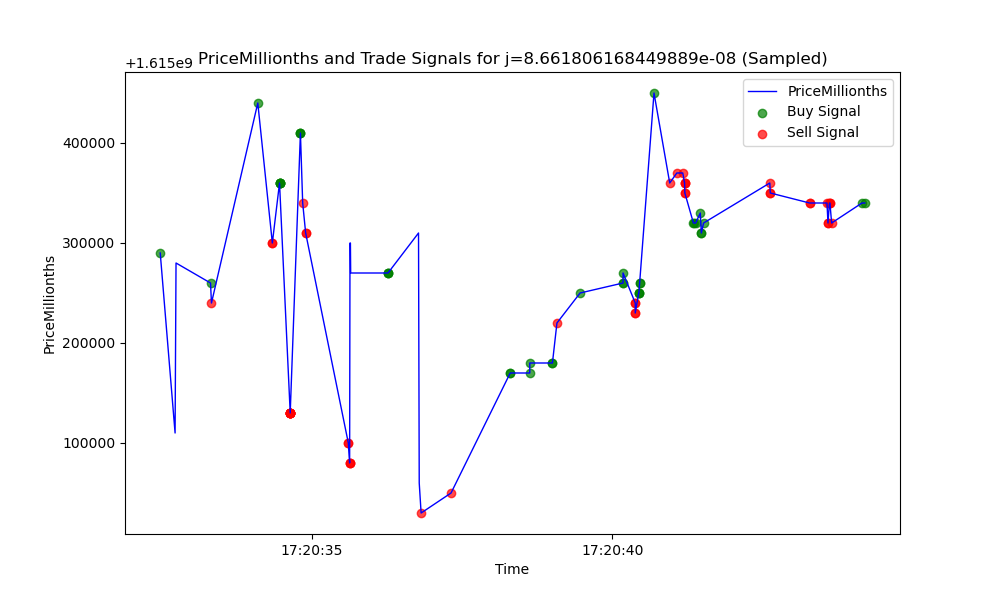 PriceMillionths and Trade Signals for j=8.661806168449889e-08 (Sampled)
+1.615e9
PriceMillionths
Buy Signal
Sell Signal
400000
300000
200000
100000
PriceMillionths
17:20:35
17:20:40
Time